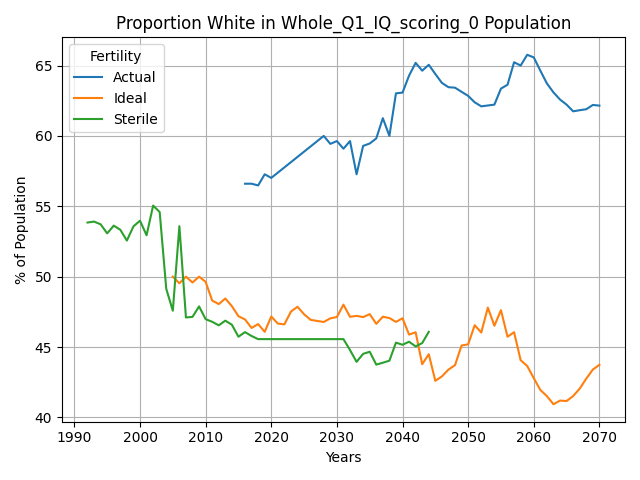 Proportion White in Whole_Q1_IQ_scoring_0 Population
Fertility
Actual
Ideal
Sterile
% of Population
65
60
55
50
45
40
1990 2000 2010 2020 2030 2040 2050 2060 2070
Years